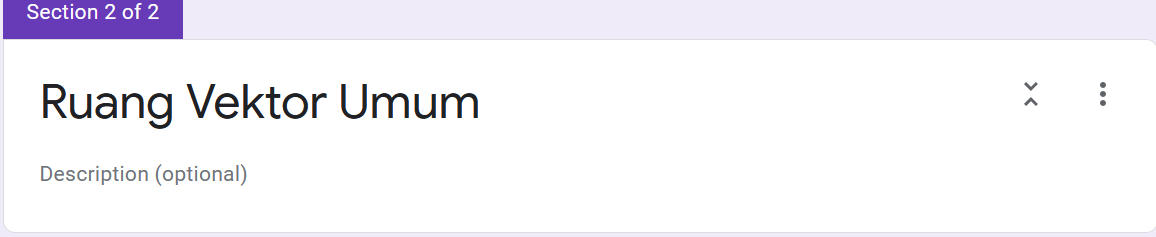 Section 2 of 2
Ruang Vektor Umum
Description (optional)